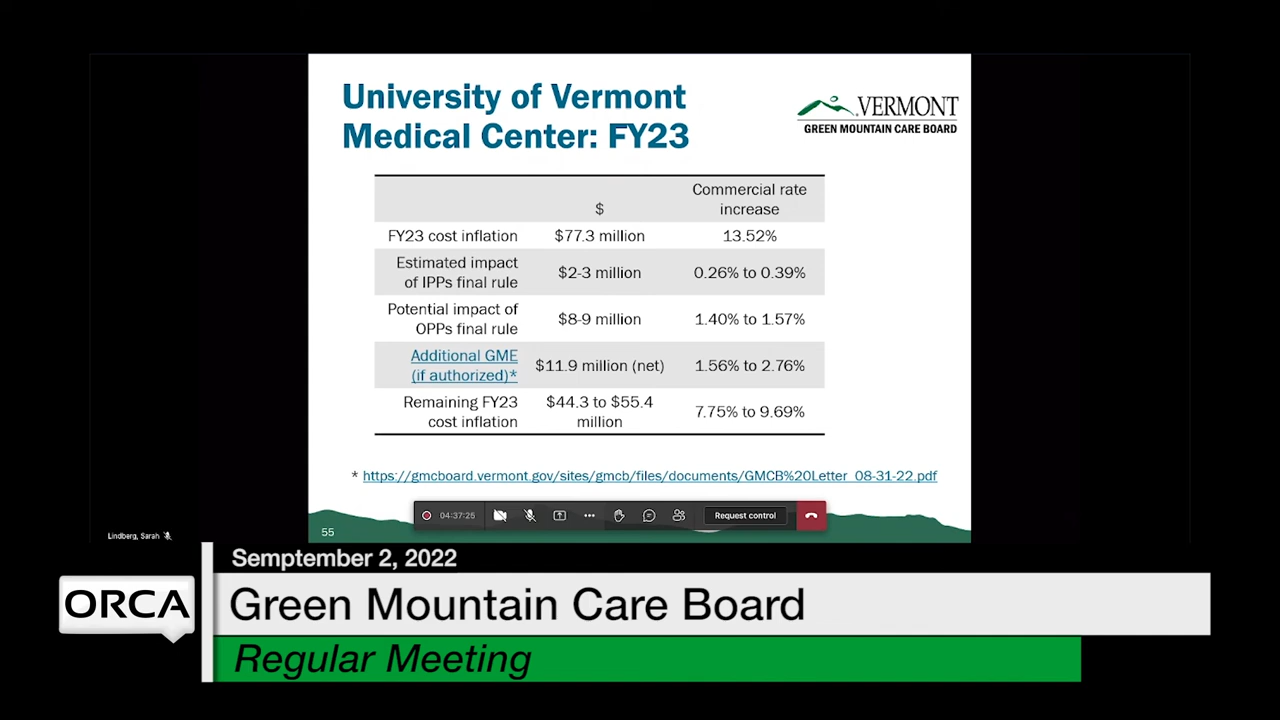 University of Vermont
Medical Center: FY23
VERMONT
GREEN MOUNTAIN CARE BOARD
$
Commercial rate
increase
FY23 cost inflation
$77.3 million
13.52%
Estimated impact
of IPPs final rule
$2-3 million
0.26% to 0.39%
Potential impact of
OPPs final rule
$8-9 million
1.40% to 1.57%
Additional GME
(if authorized)*
$11.9 million (net)
1.56% to 2.76%
Remaining FY23
cost inflation
$44.3 to $55.4
million
7.75% to 9.69%
* https://gmcboard.vermont.gov/sites/gmcb/files/documents/GMCB%20Letter_08-31-22.pdf
04:37:25
Request control
55
Lindberg, Sarah
Semptember 2, 2022
ORCA
Green Mountain Care Board
Regular Meeting